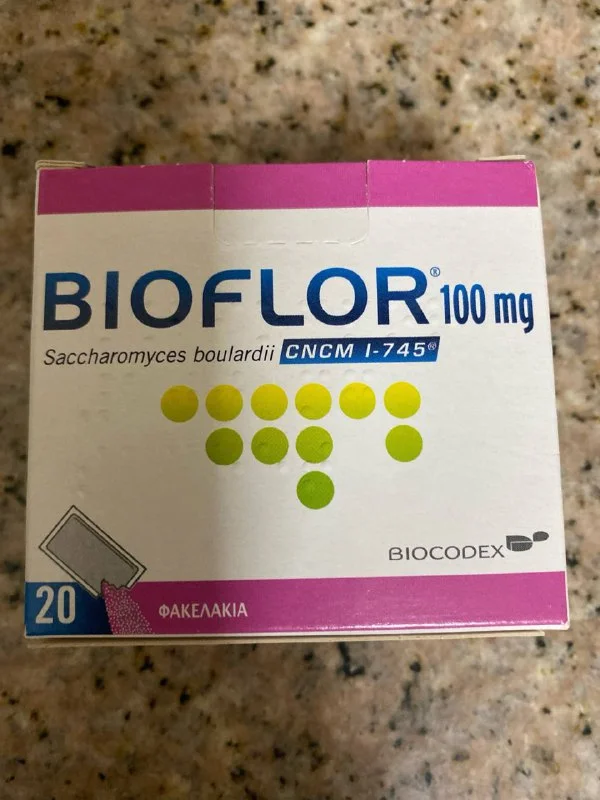 BIOFLOR® 100 mg
Saccharomyces boulardii CNCM I-745®
BIOCODEX
20 ΦΑΚΕΛΑΚΙΑ